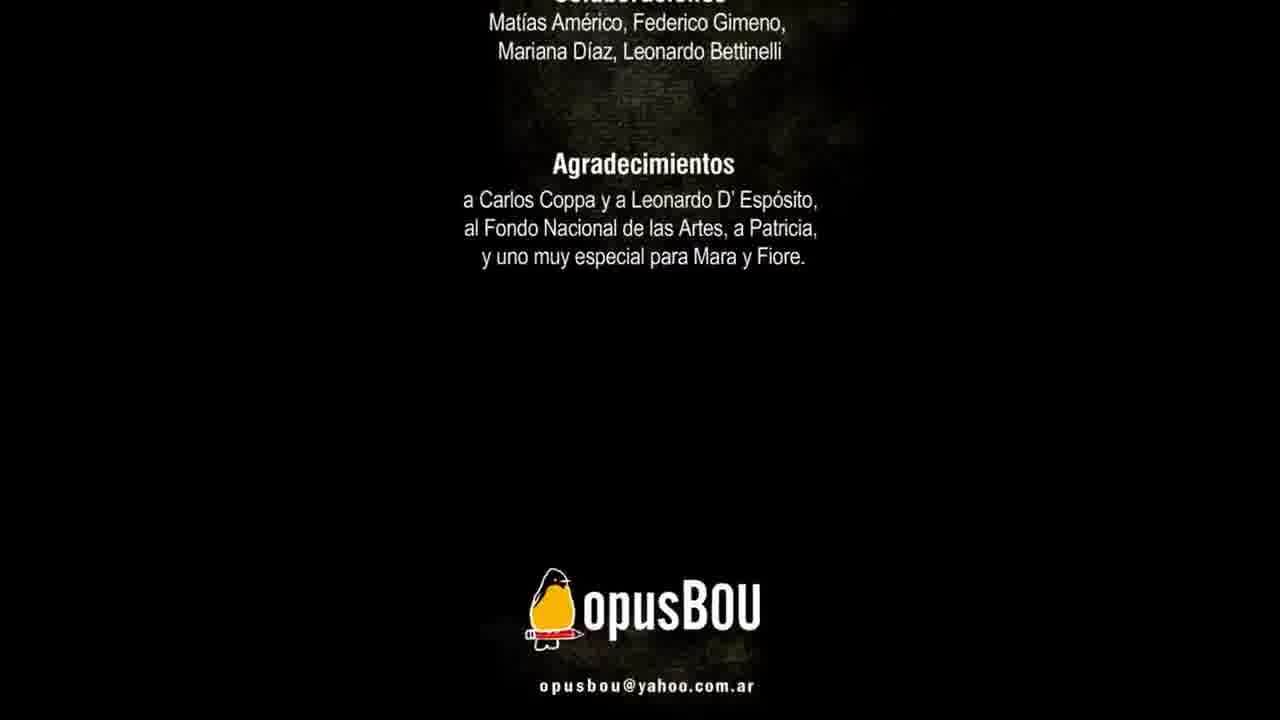 Colaboraciones
Matías Américo, Federico Gimeno,
Mariana Díaz, Leonardo Bettinelli
Agradecimientos
a Carlos Coppa y a Leonardo D' Espósito,
al Fondo Nacional de las Artes, a Patricia,
y uno muy especial para Mara y Fiore.
opusBOU
opusbou@yahoo.com.ar